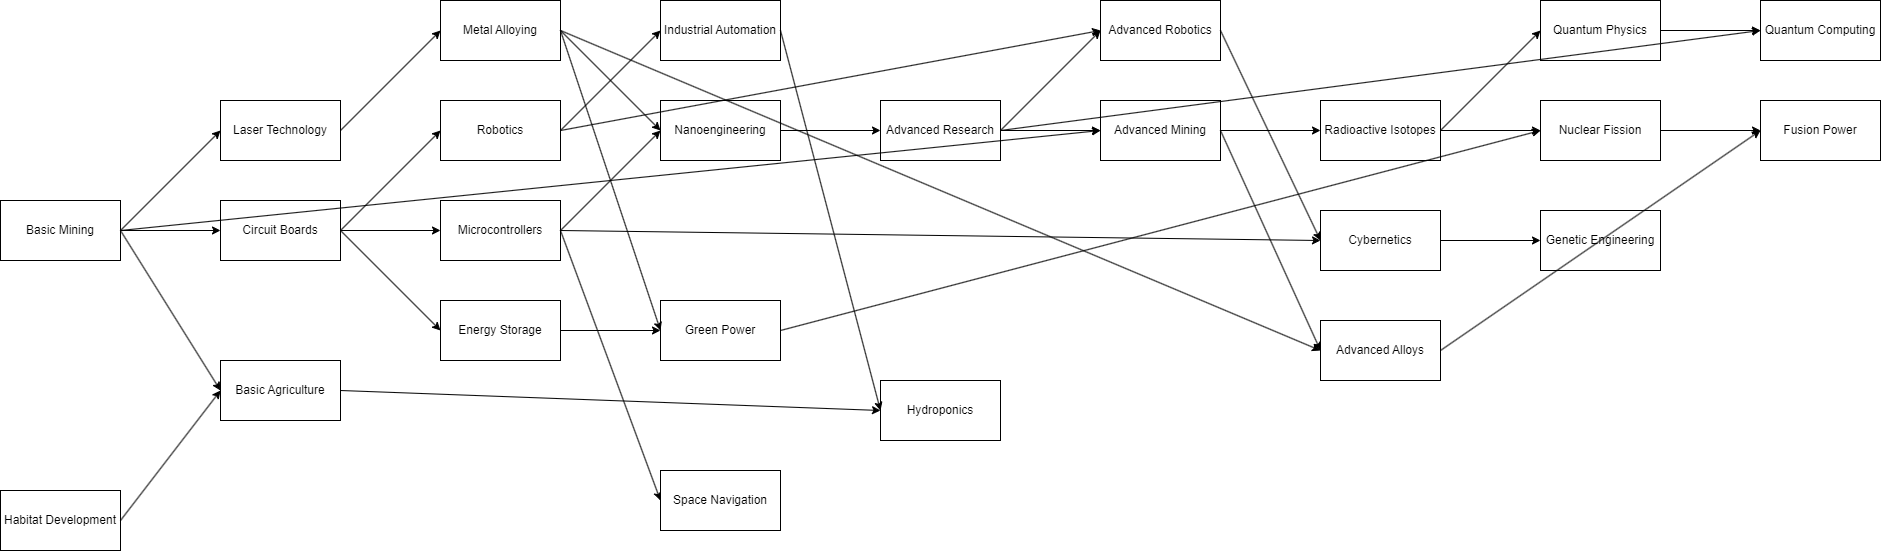 Metal Alloying
Industrial Automation
Advanced Robotics
Quantum Physics
Quantum Computing
Laser Technology
Robotics
Nanoengineering
Advanced Research
Advanced Mining
Radioactive Isotopes
Nuclear Fission
Fusion Power
Basic Mining
Circuit Boards
Microcontrollers
Cybernetics
Genetic Engineering
Energy Storage
Green Power
Advanced Alloys
Basic Agriculture
Hydroponics
Space Navigation
Habitat Development